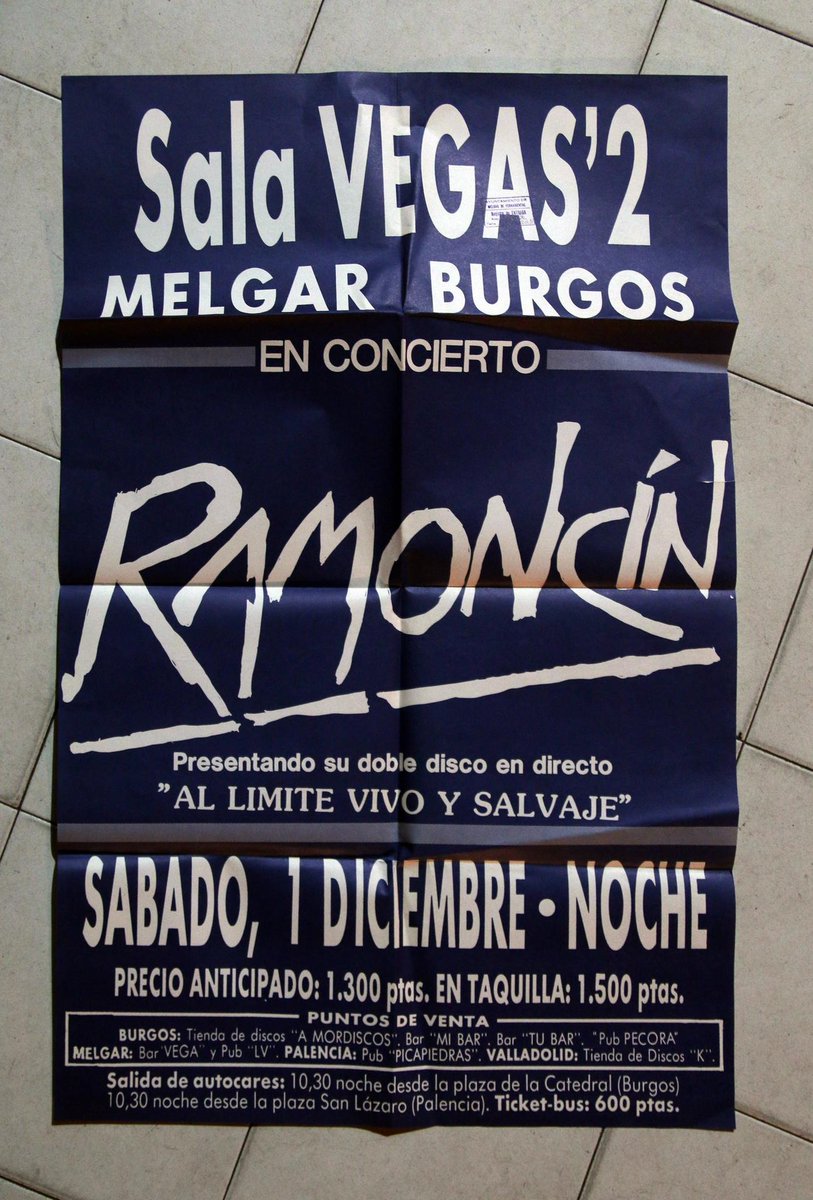 Sala VEGAS'2
MELGAR BURGOS
EN CONCIERTO
RAMONCÍN
Presentando su doble disco en directo
"AL LIMITE VIVO Y SALVAJE"
SABADO, 1 DICIEMBRE • NOCHE
PRECIO ANTICIPADO: 1.300 ptas. EN TAQUILLA: 1.500 ptas.
PUNTOS DE VENTA
BURGOS: Tienda de discos "A MORDISCOS". Bar "MI BAR". Bar "TU BAR". "Pub PECORA"
MELGAR: Bar "VEGA" y Pub "LV". PALENCIA: Pub "PICAPIEDRAS". VALLADOLID: Tienda de Discos "K".
Salida de autocares: 10,30 noche desde la plaza de la Catedral (Burgos)
10,30 noche desde la plaza San Lázaro (Palencia). Ticket-bus: 600 ptas.